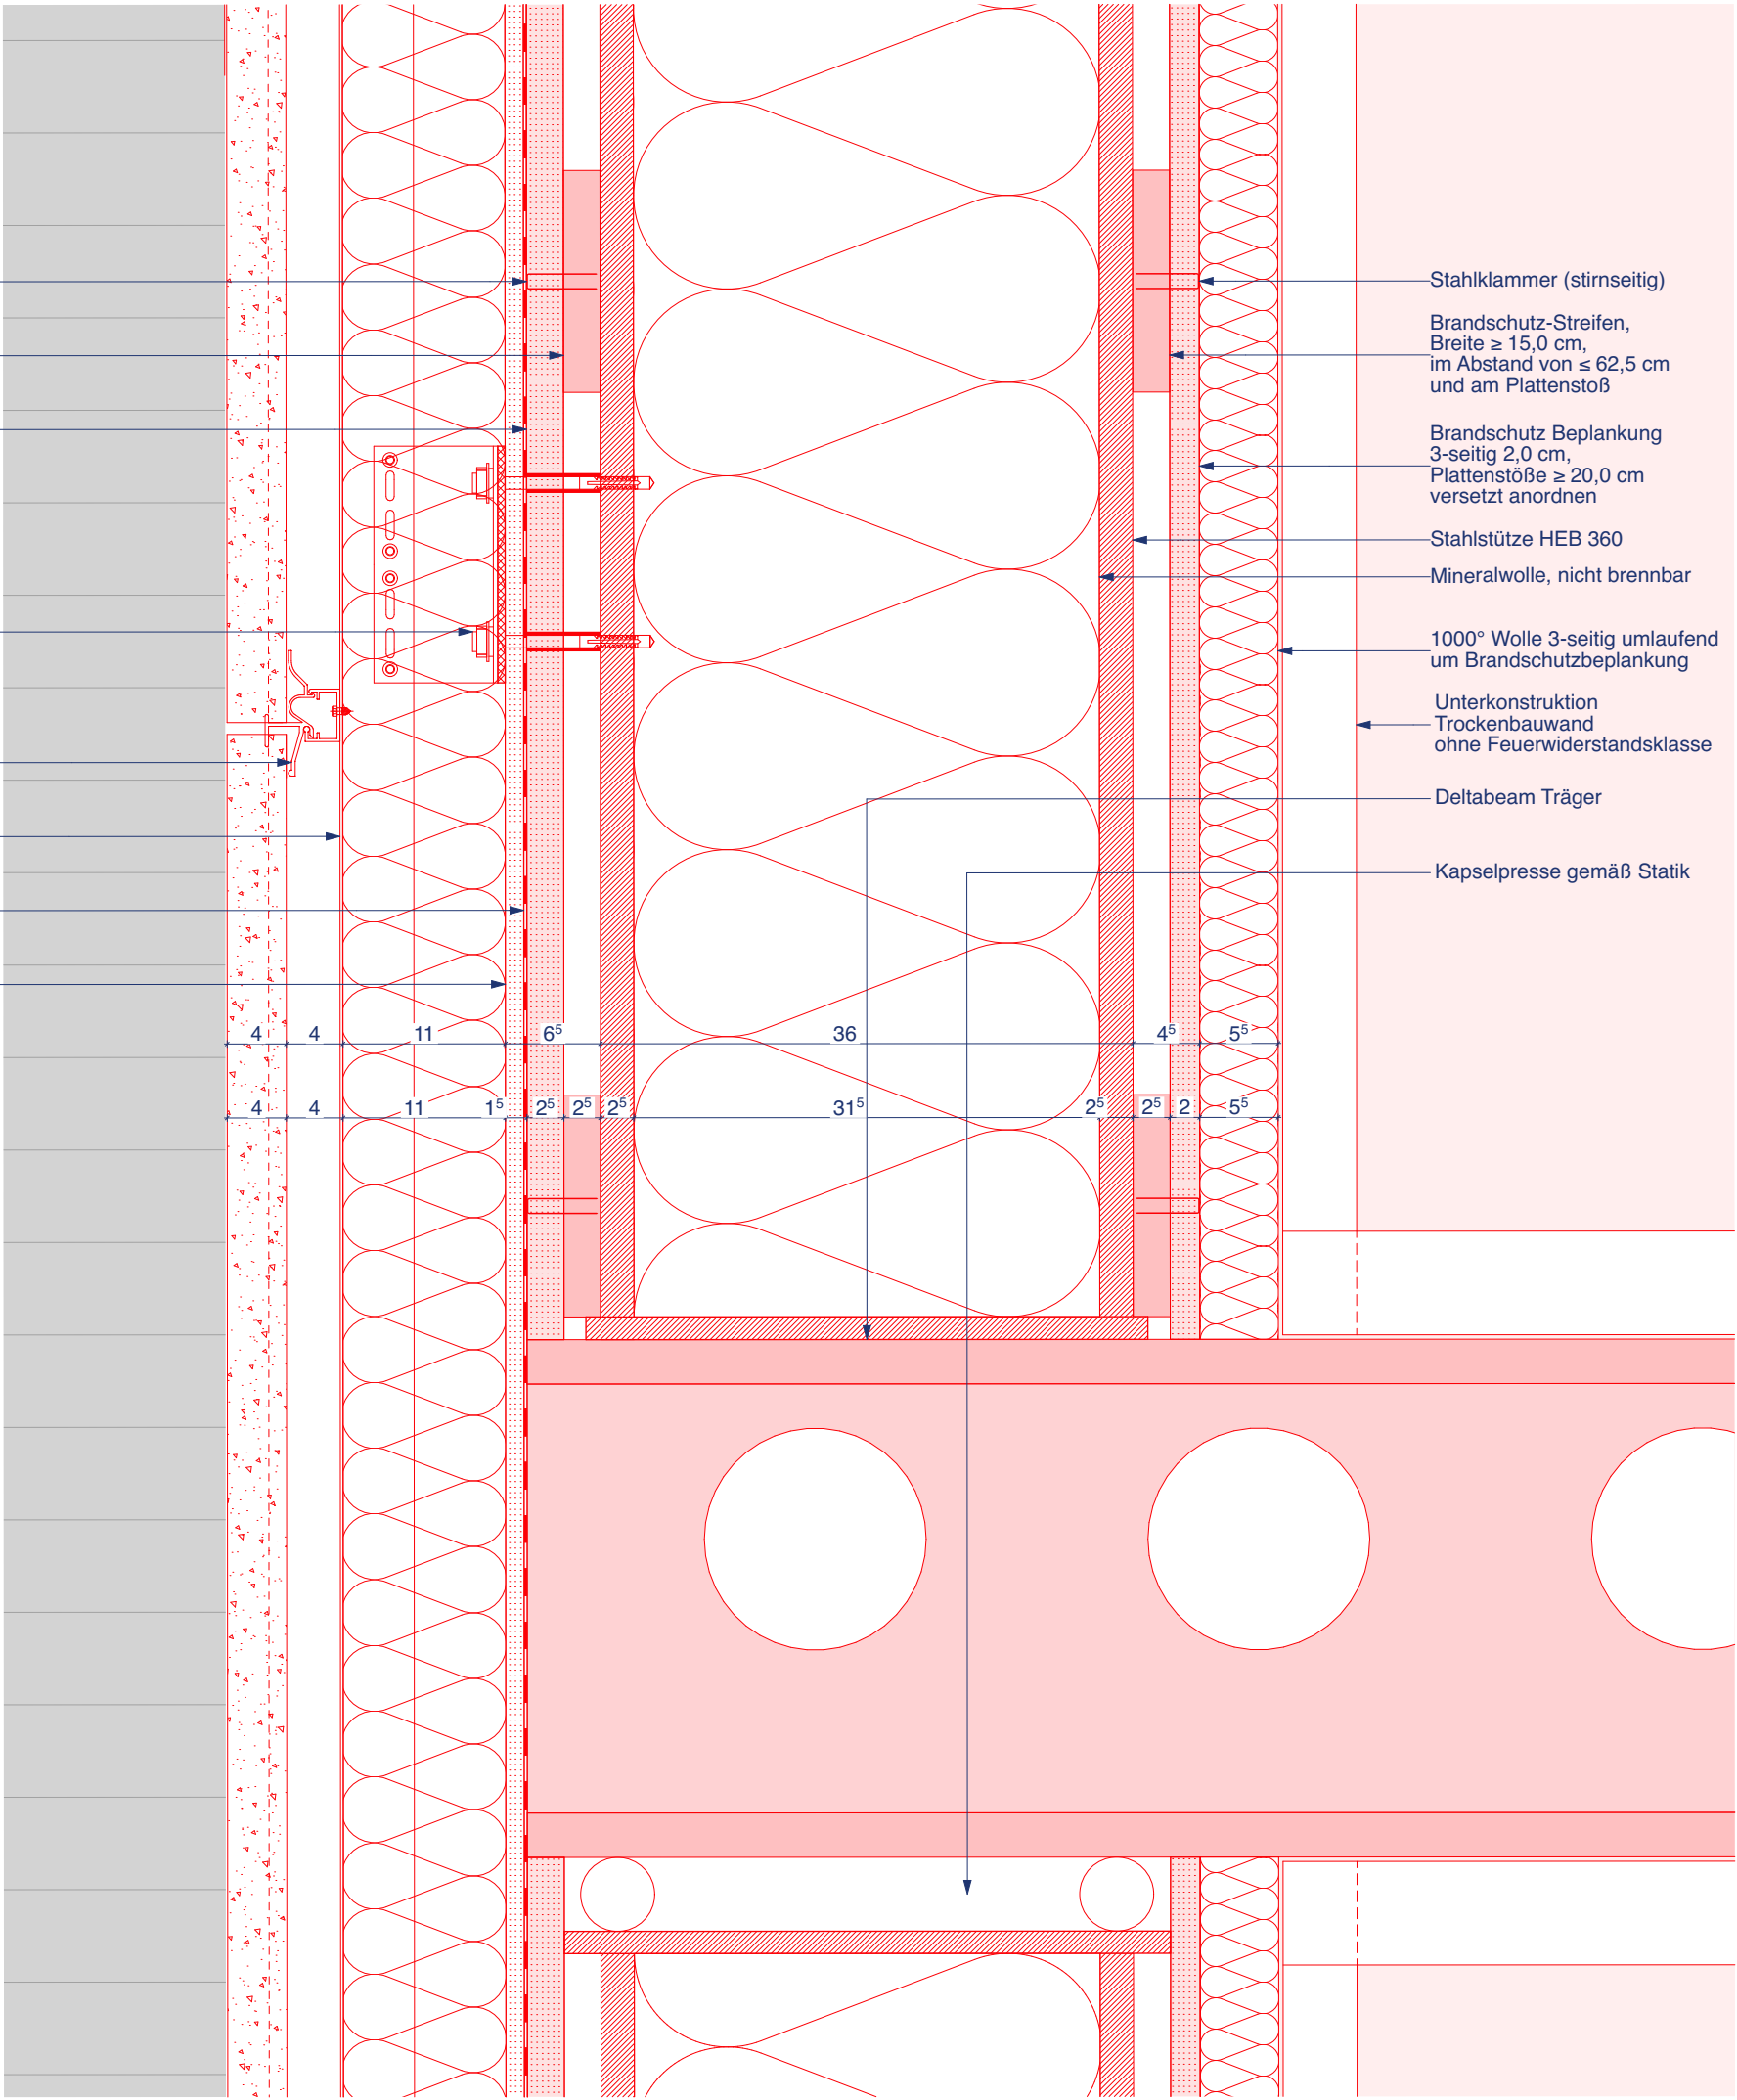 Stahlklammer (stirnseitig)
Brandschutz-Streifen,
Breite ≥ 15,0 cm,
im Abstand von ≤ 62,5 cm
und am Plattenstoß
Brandschutz Beplankung
3-seitig 2,0 cm,
Plattenstöße ≥ 20,0 cm
versetzt anordnen
Stahlstütze HEB 360
Mineralwolle, nicht brennbar
1000° Wolle 3-seitig umlaufend
um Brandschutzbeplankung
Unterkonstruktion
Trockenbauwand
ohne Feuerwiderstandsklasse
Deltabeam Träger
Kapselpresse gemäß Statik
4 4 11 6⁵ 36 4⁵ 5⁵
4 4 11 1⁵ 2⁵ 2⁵ 2⁵ 31⁵ 2⁵ 2⁵ 2 5⁵